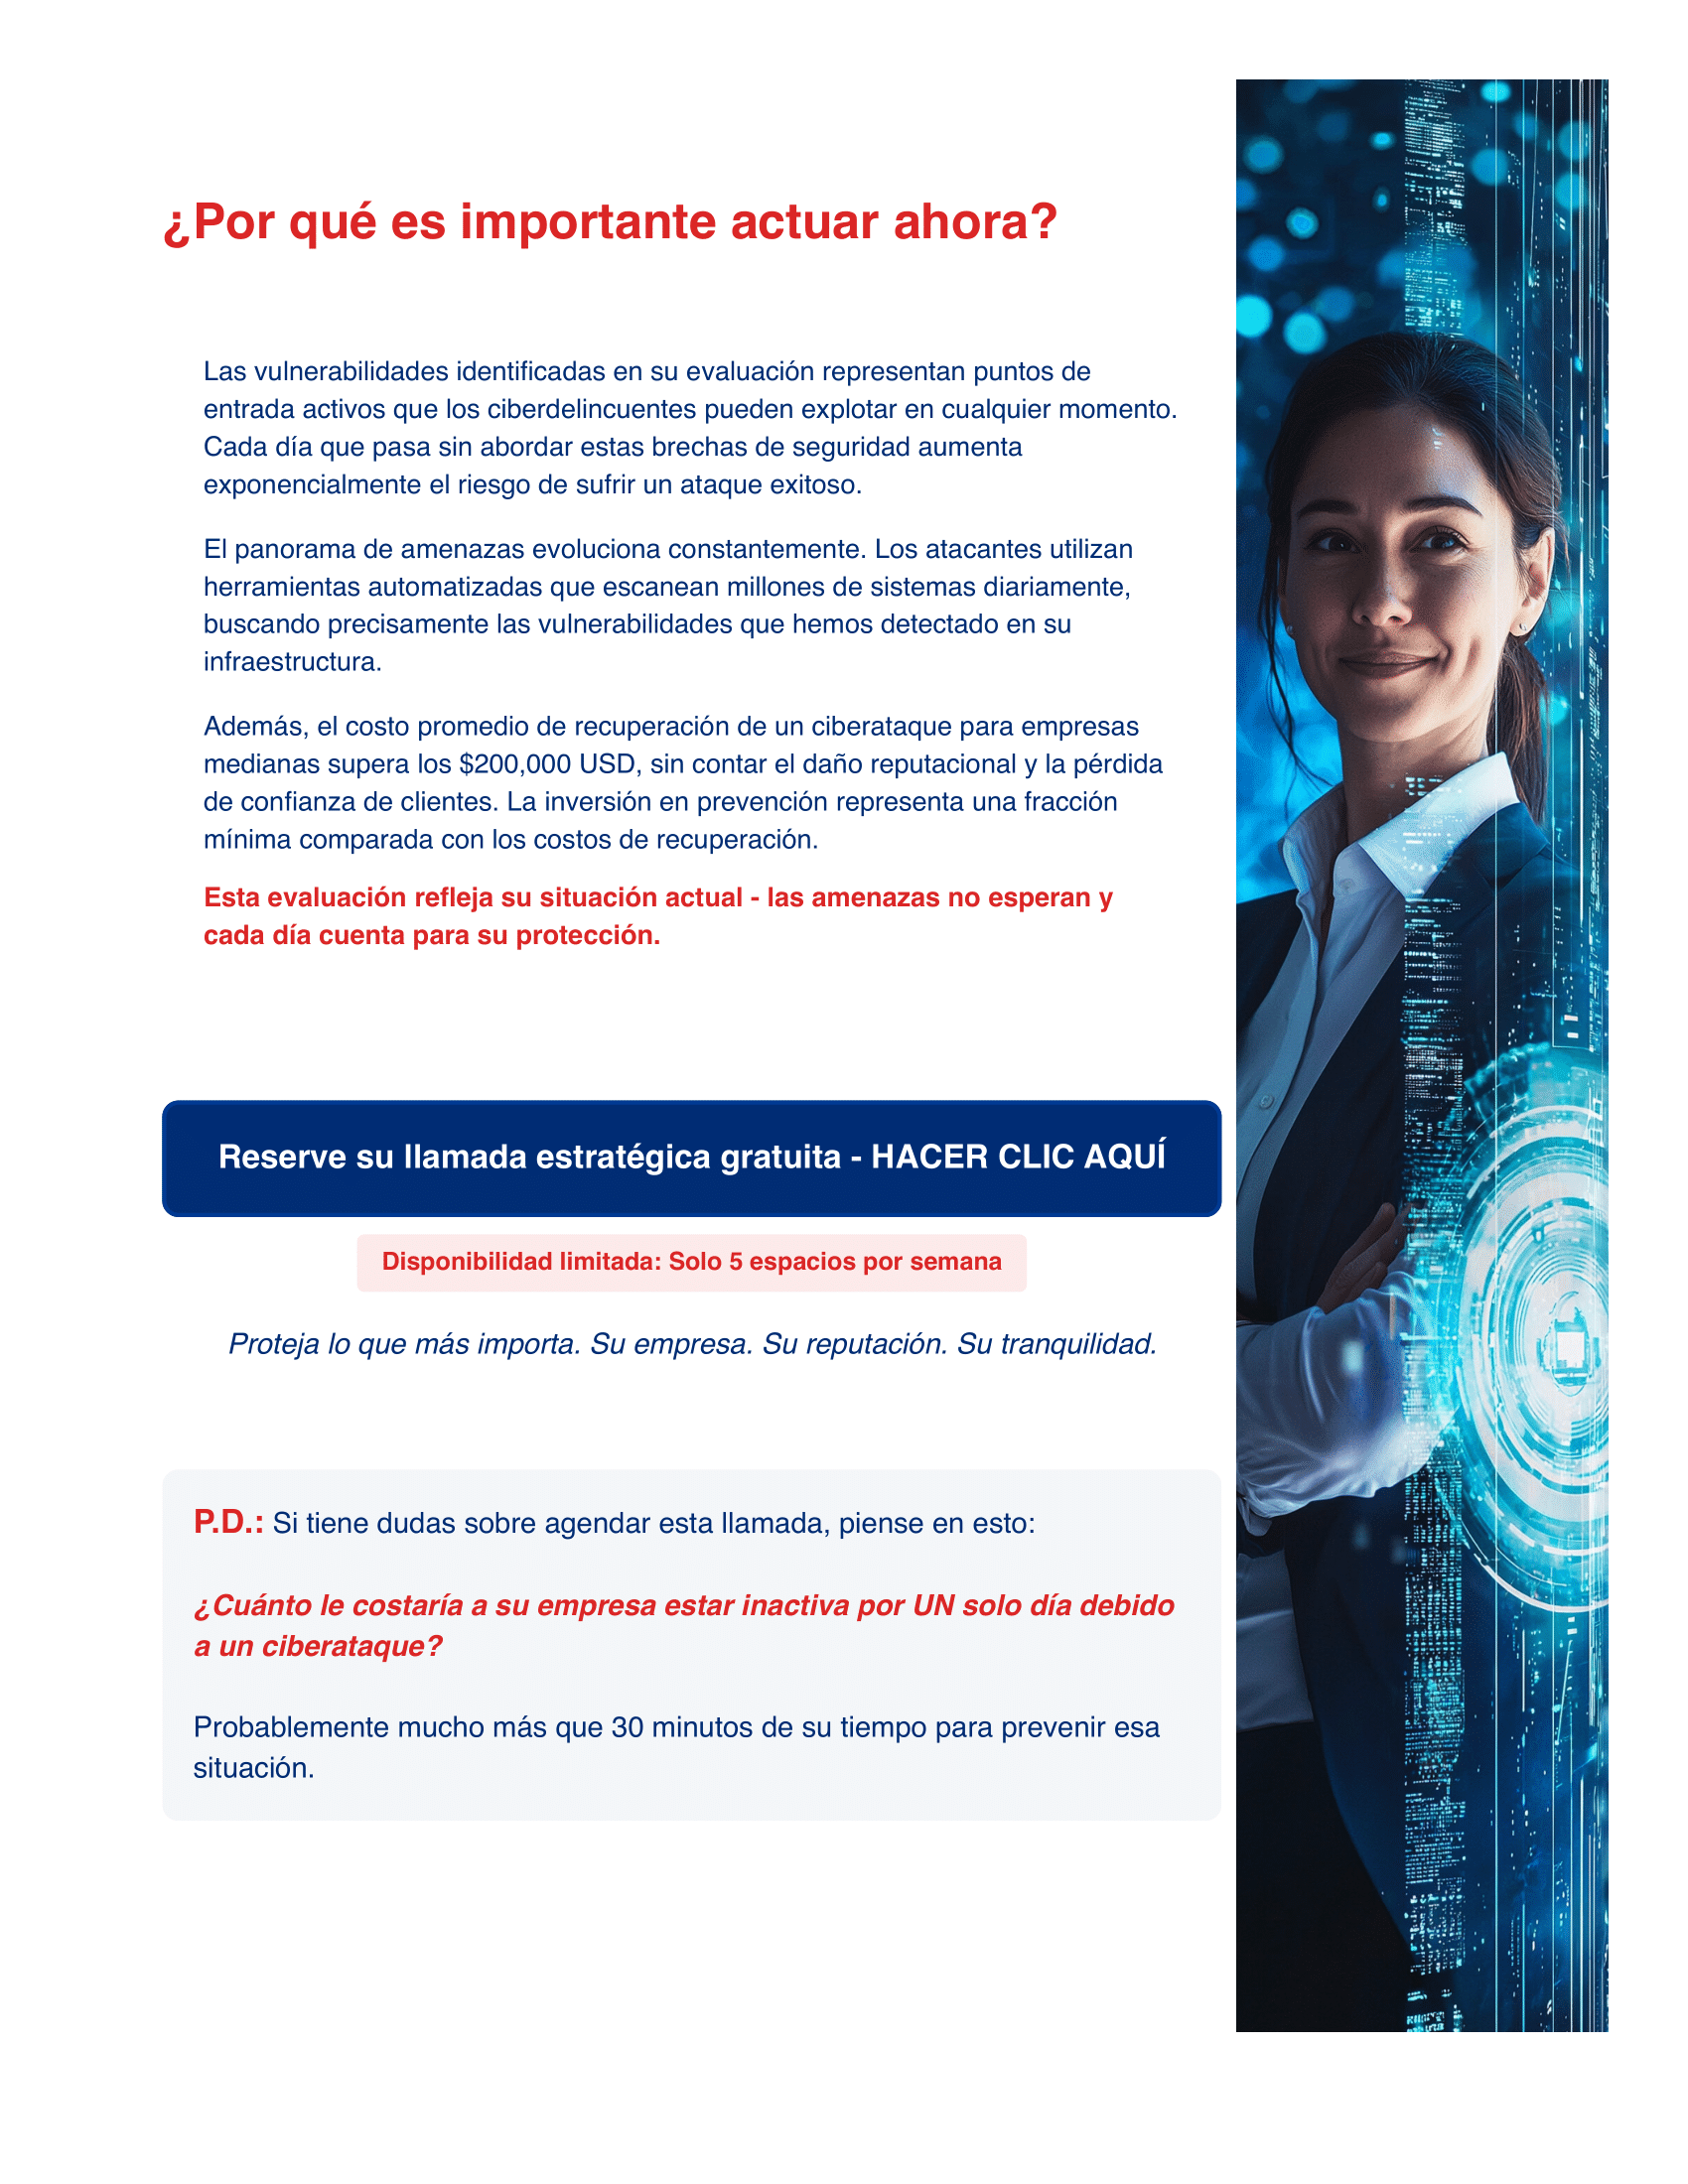 ¿Por qué es importante actuar ahora?
Las vulnerabilidades identificadas en su evaluación representan puntos de
entrada activos que los ciberdelincuentes pueden explotar en cualquier momento.
Cada día que pasa sin abordar estas brechas de seguridad aumenta
exponencialmente el riesgo de sufrir un ataque exitoso.
El panorama de amenazas evoluciona constantemente. Los atacantes utilizan
herramientas automatizadas que escanean millones de sistemas diariamente,
buscando precisamente las vulnerabilidades que hemos detectado en su
infraestructura.
Además, el costo promedio de recuperación de un ciberataque para empresas
medianas supera los $200,000 USD, sin contar el daño reputacional y la pérdida
de confianza de clientes. La inversión en prevención representa una fracción
mínima comparada con los costos de recuperación.
Esta evaluación refleja su situación actual - las amenazas no esperan y
cada día cuenta para su protección.
Reserve su llamada estratégica gratuita - HACER CLIC AQUÍ
Disponibilidad limitada: Solo 5 espacios por semana
Proteja lo que más importa. Su empresa. Su reputación. Su tranquilidad.
P.D.: Si tiene dudas sobre agendar esta llamada, piense en esto:
¿Cuánto le costaría a su empresa estar inactiva por UN solo día debido
a un ciberataque?
Probablemente mucho más que 30 minutos de su tiempo para prevenir esa
situación.